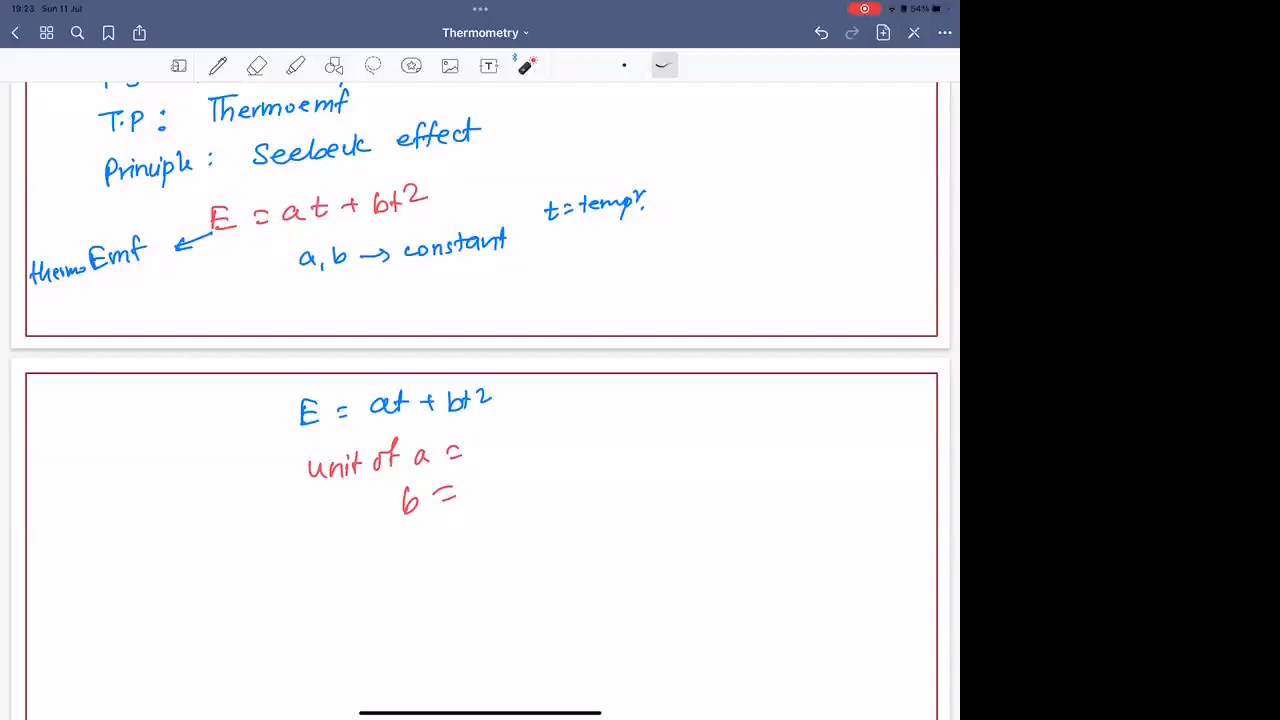 19:23 Sun 11 Jul
54%
Thermometry
T.P : Thermoemf
Principle : Seebeck effect
E = at + bt²
t = tempr.
thermo Emf
a, b → constant
E = at + bt²
unit of a =
b =